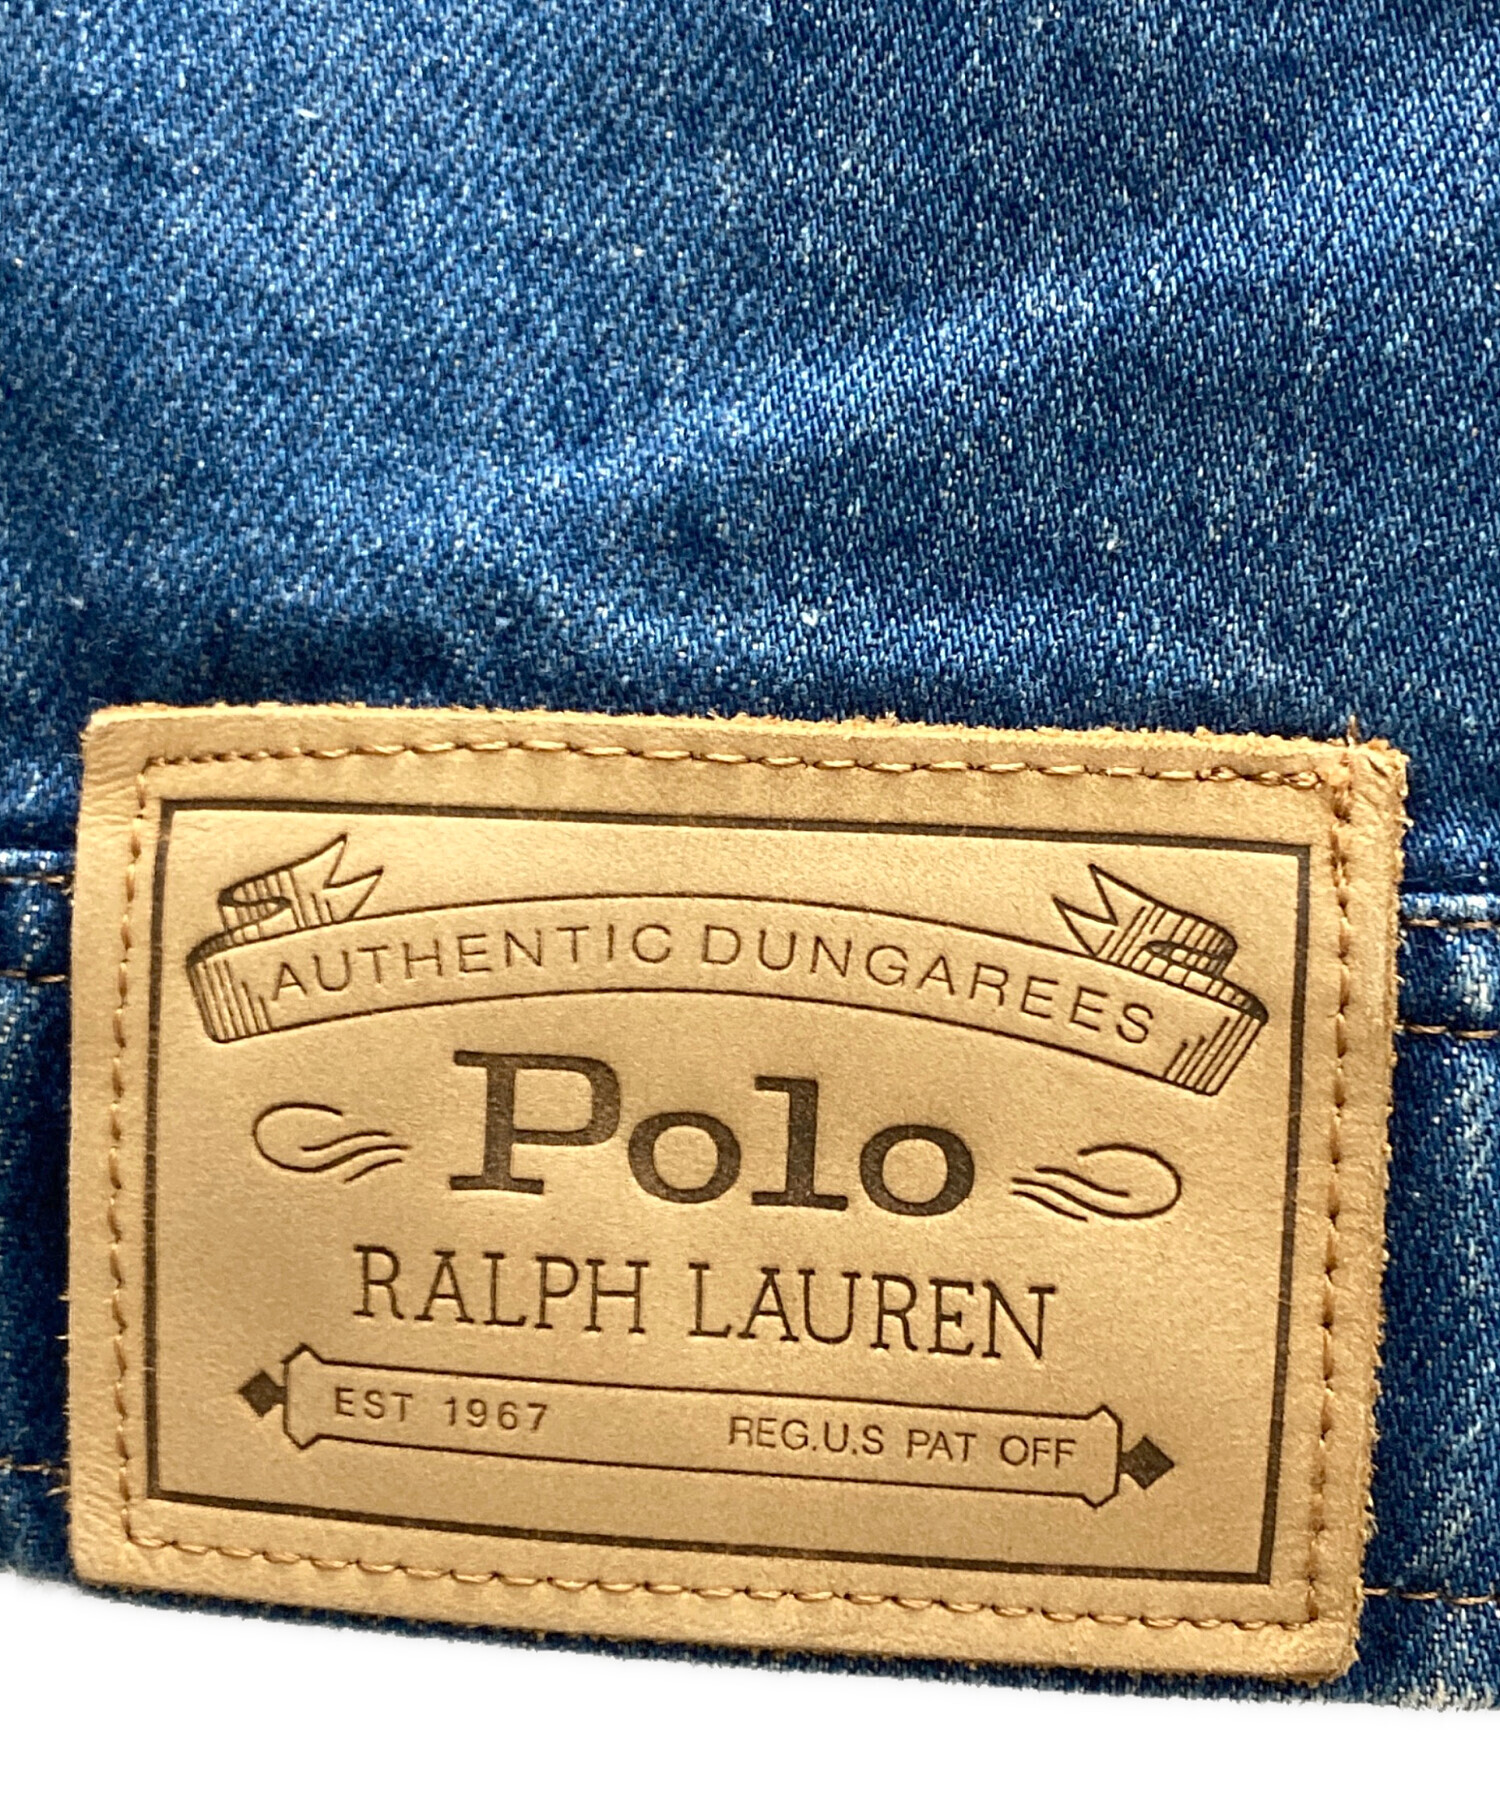 AUTHENTIC DUNGAREES
Polo
RALPH LAUREN
EST 1967 REG.U.S PAT OFF